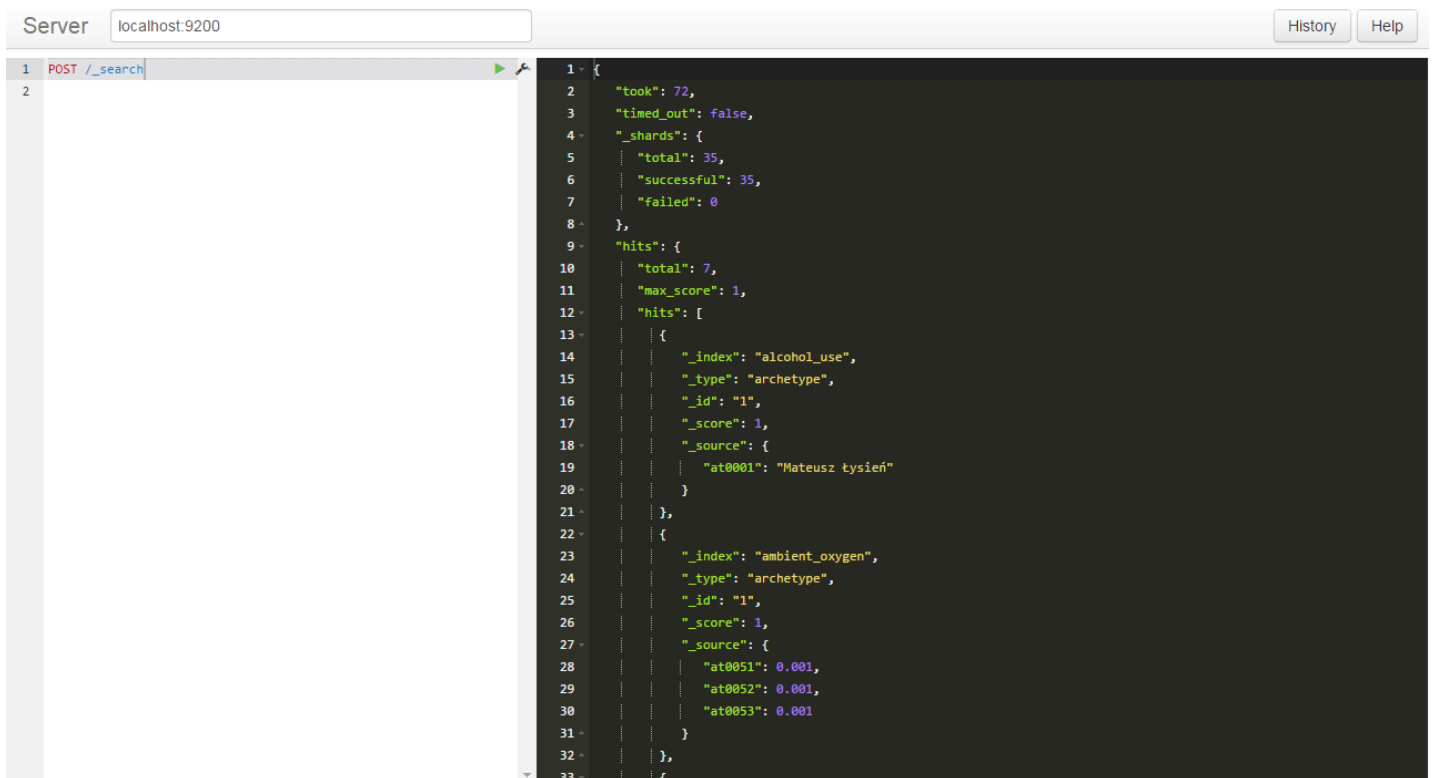 Server localhost:9200 History Help
1 POST /_search
2
1 {
2 "took": 72,
3 "timed_out": false,
4 "_shards": {
5 "total": 35,
6 "successful": 35,
7 "failed": 0
8 },
9 "hits": {
10 "total": 7,
11 "max_score": 1,
12 "hits": [
13 {
14 "_index": "alcohol_use",
15 "_type": "archetype",
16 "_id": "1",
17 "_score": 1,
18 "_source": {
19 "at0001": "Mateusz Łysień"
20 }
21 },
22 {
23 "_index": "ambient_oxygen",
24 "_type": "archetype",
25 "_id": "1",
26 "_score": 1,
27 "_source": {
28 "at0051": 0.001,
29 "at0052": 0.001,
30 "at0053": 0.001
31 }
32 },
33 {